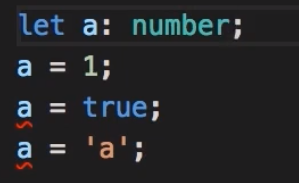 let a: number;
a = 1;
a = true;
a = 'a';